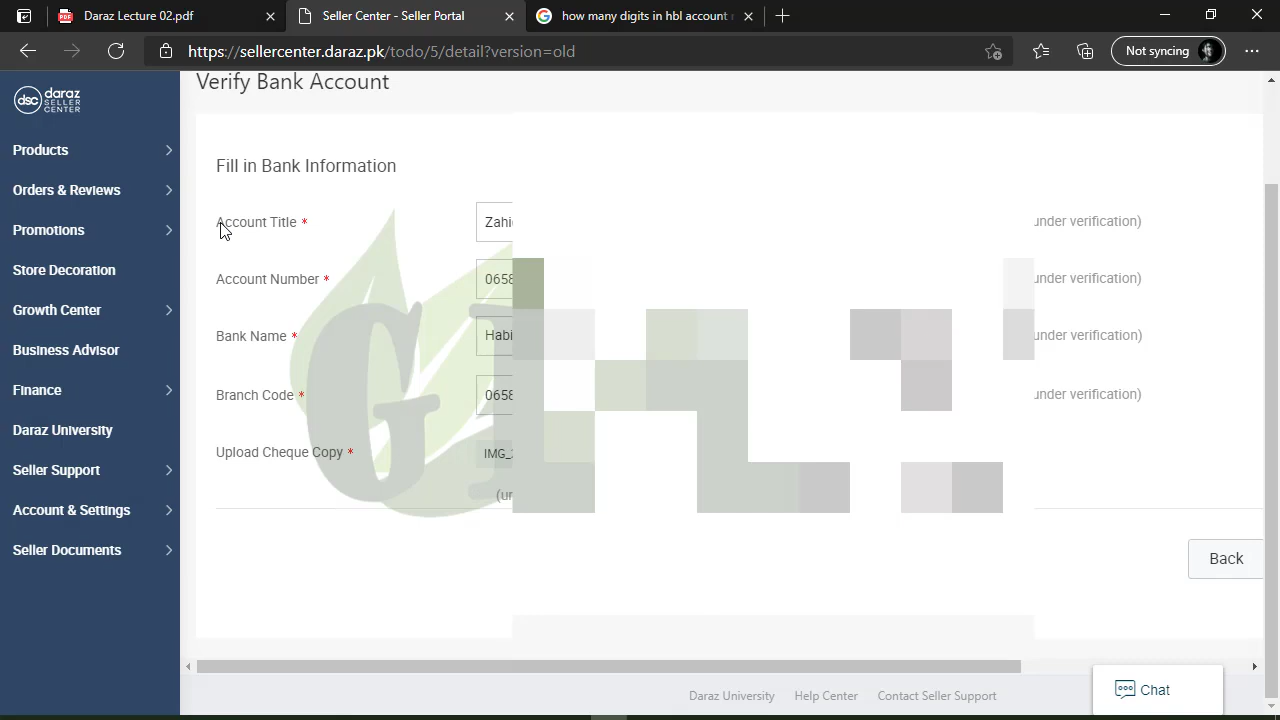 Daraz Lecture 02.pdf
Seller Center - Seller Portal
how many digits in hbl account
https://sellercenter.daraz.pk/todo/5/detail?version=old
Not syncing
dsc daraz
SELLER
CENTER
Products
Orders & Reviews
Promotions
Store Decoration
Growth Center
Business Advisor
Finance
Daraz University
Seller Support
Account & Settings
Seller Documents
Verify Bank Account
Fill in Bank Information
Account Title *
under verification)
Account Number *
0658
under verification)
Bank Name *
under verification)
Branch Code *
0658
under verification)
Upload Cheque Copy *
Back
Daraz University Help Center Contact Seller Support
Chat